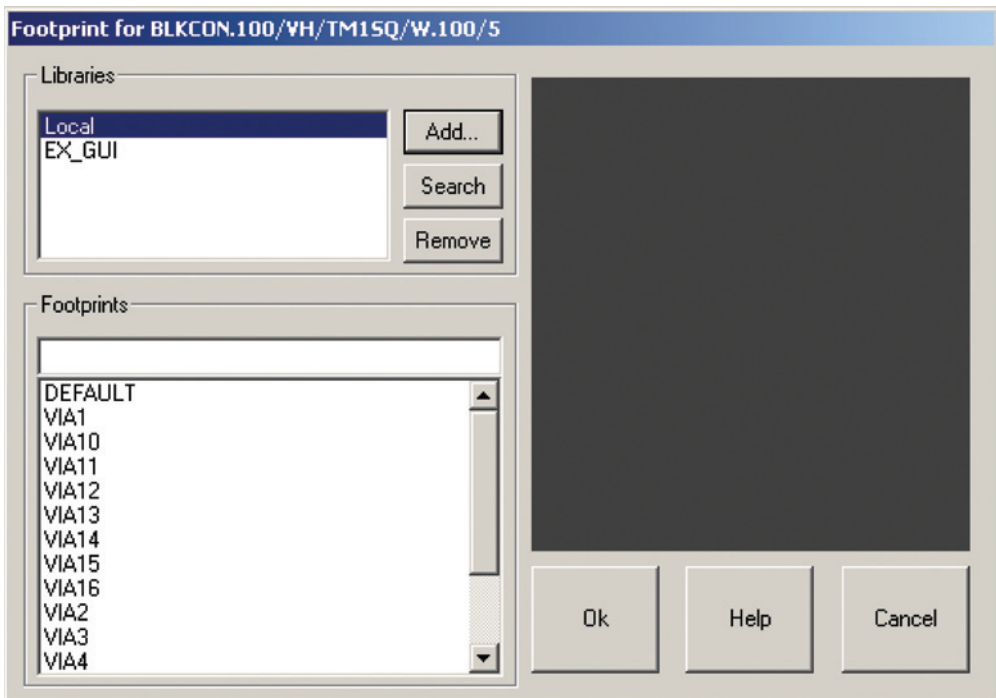 Footprint for BLKCON.100/VH/TM1SQ/W.100/5
Libraries
Local
EX_GUI
Add...
Search
Remove
Footprints
DEFAULT
VIA1
VIA10
VIA11
VIA12
VIA13
VIA14
VIA15
VIA16
VIA2
VIA3
VIA4
Ok
Help
Cancel